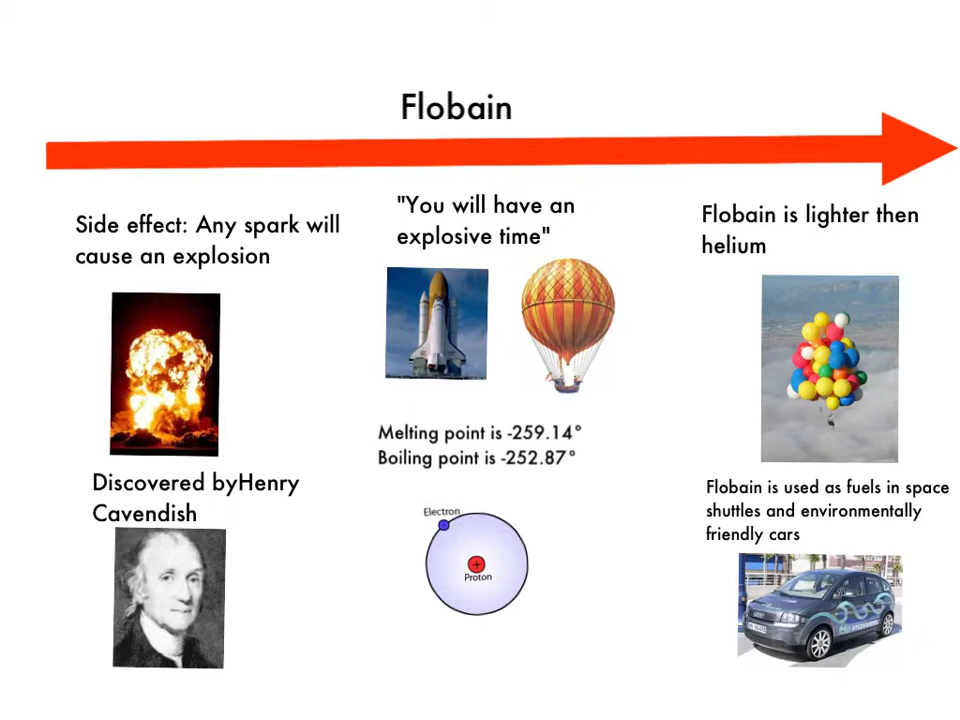 Flobain
Side effect: Any spark will
cause an explosion
"You will have an
explosive time"
Flobain is lighter then
helium
Melting point is -259.14°
Boiling point is -252.87°
Discovered byHenry
Cavendish
Electron
+
Proton
Flobain is used as fuels in space
shuttles and environmentally
friendly cars